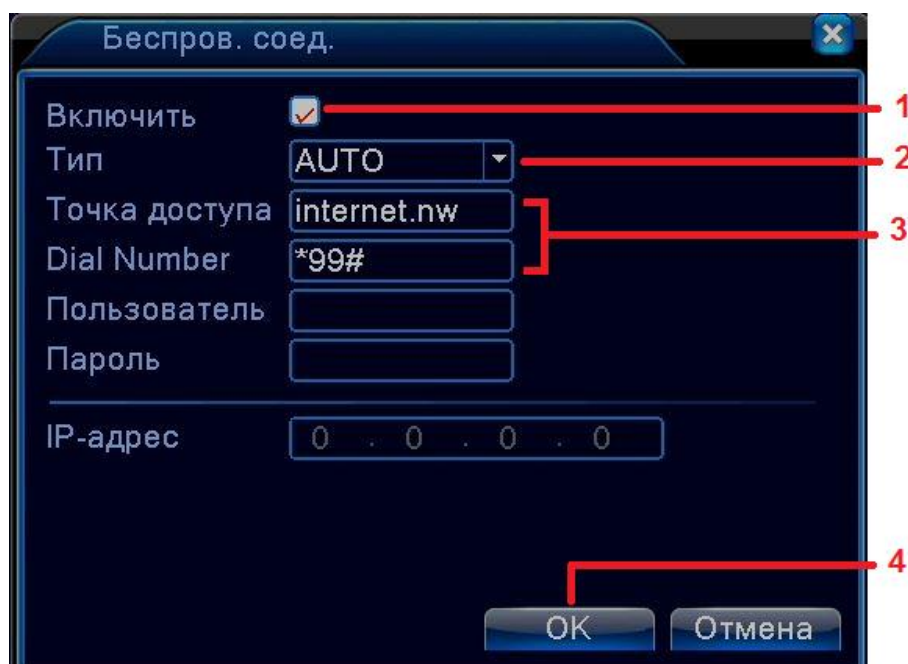 Беспров. соед.
Включить 1
Тип AUTO 2
Точка доступа internet.nw
3
Dial Number *99#
Пользователь
Пароль
IP-адрес 0 . 0 . 0 . 0
4
OK Отмена